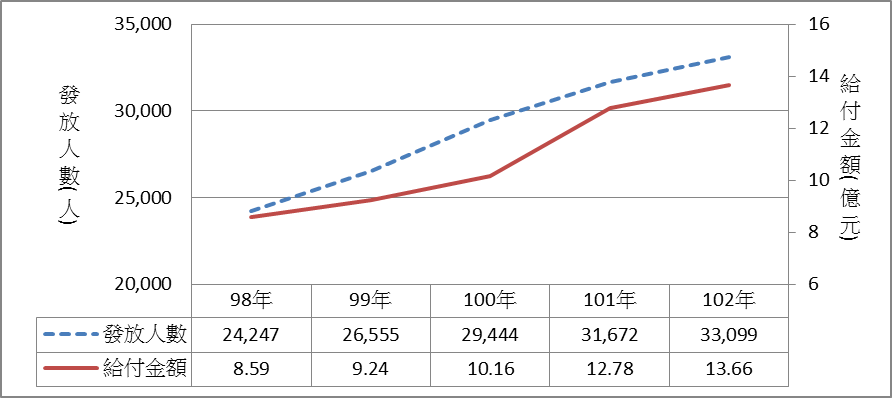 35,000
30,000
25,000
20,000
發放人數(人)
16
14
12
10
8
6
給付金額(億元)
98年 99年 100年 101年 102年
發放人數 24,247 26,555 29,444 31,672 33,099
給付金額 8.59 9.24 10.16 12.78 13.66